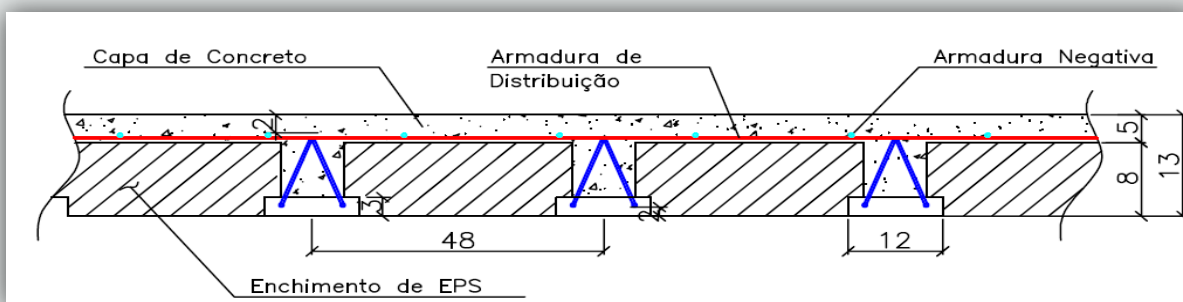 Capa de Concreto
Armadura de
Distribuição
Armadura Negativa
2
5
13
8
3
2
48
12
Enchimento de EPS